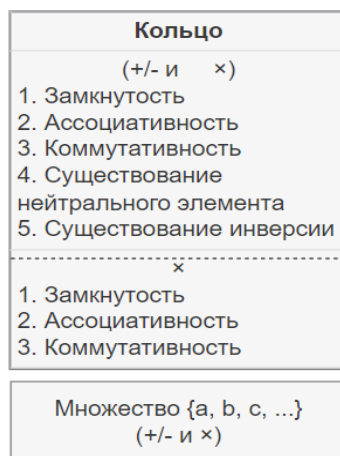 Кольцо
(+/- и ×)
1. Замкнутость
2. Ассоциативность
3. Коммутативность
4. Существование
нейтрального элемента
5. Существование инверсии
×
1. Замкнутость
2. Ассоциативность
3. Коммутативность
Множество {a, b, c, ...}
(+/- и ×)